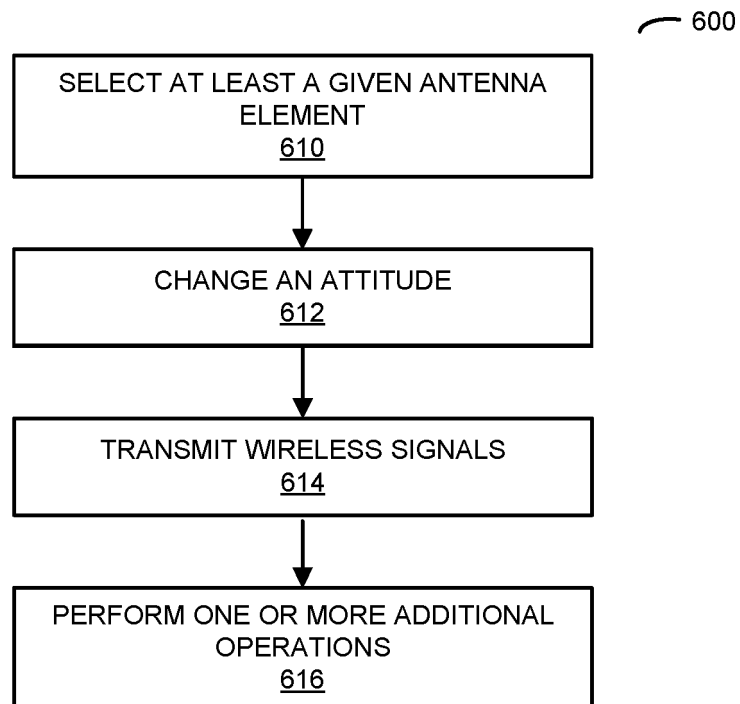 600
SELECT AT LEAST A GIVEN ANTENNA
ELEMENT
610
CHANGE AN ATTITUDE
612
TRANSMIT WIRELESS SIGNALS
614
PERFORM ONE OR MORE ADDITIONAL
OPERATIONS
616